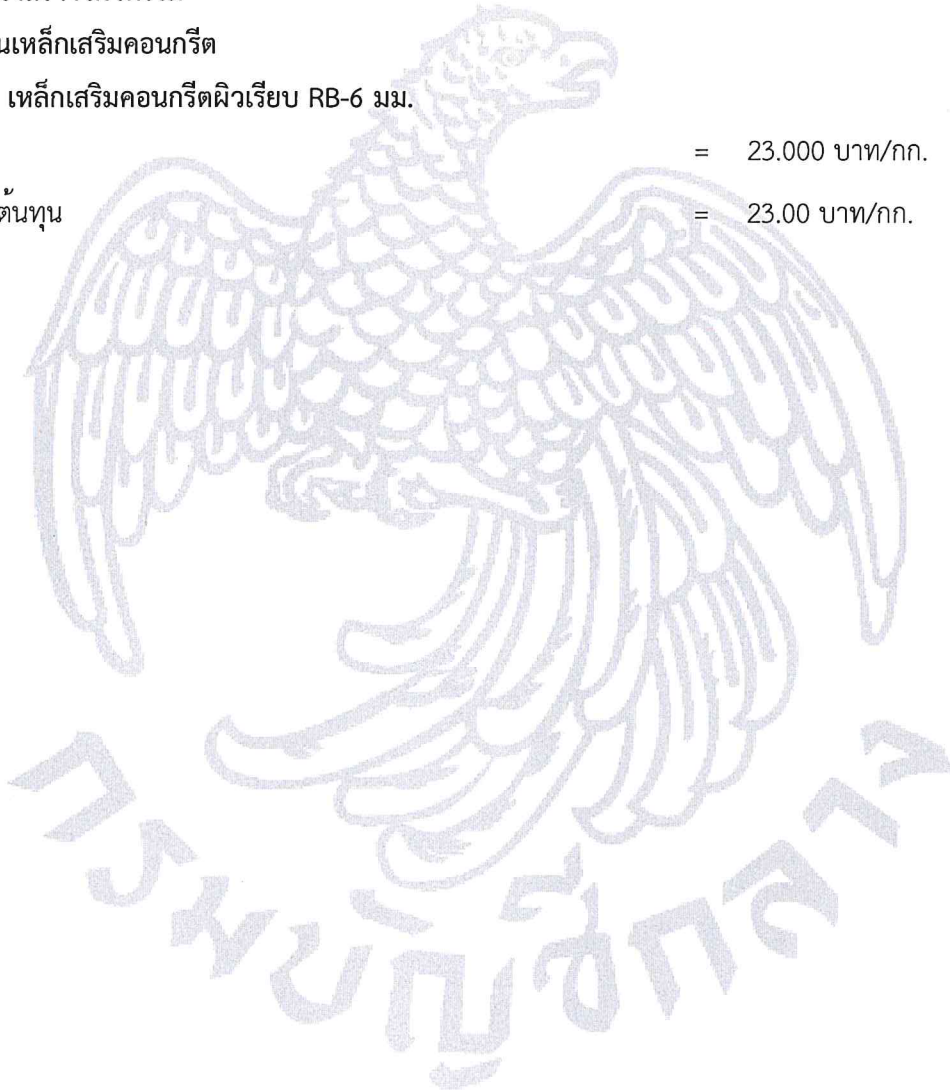 นเหล็กเสริมคอนกรีต
เหล็กเสริมคอนกรีตผิวเรียบ RB-6 มม.
= 23.000 บาท/กก.
ต้นทุน = 23.00 บาท/กก.
กรมบัญชีกลาง